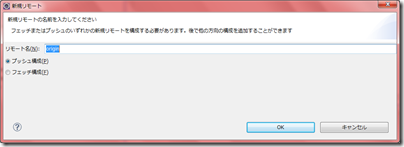 新規リモート
新規リモートの名前を入力してください
フェッチまたはプッシュのいずれかの新規リモートを構成する必要があります。後で他の方向の構成を追加することができます
リモート名(N): origin
プッシュ構成(P)
フェッチ構成(F)
OK キャンセル